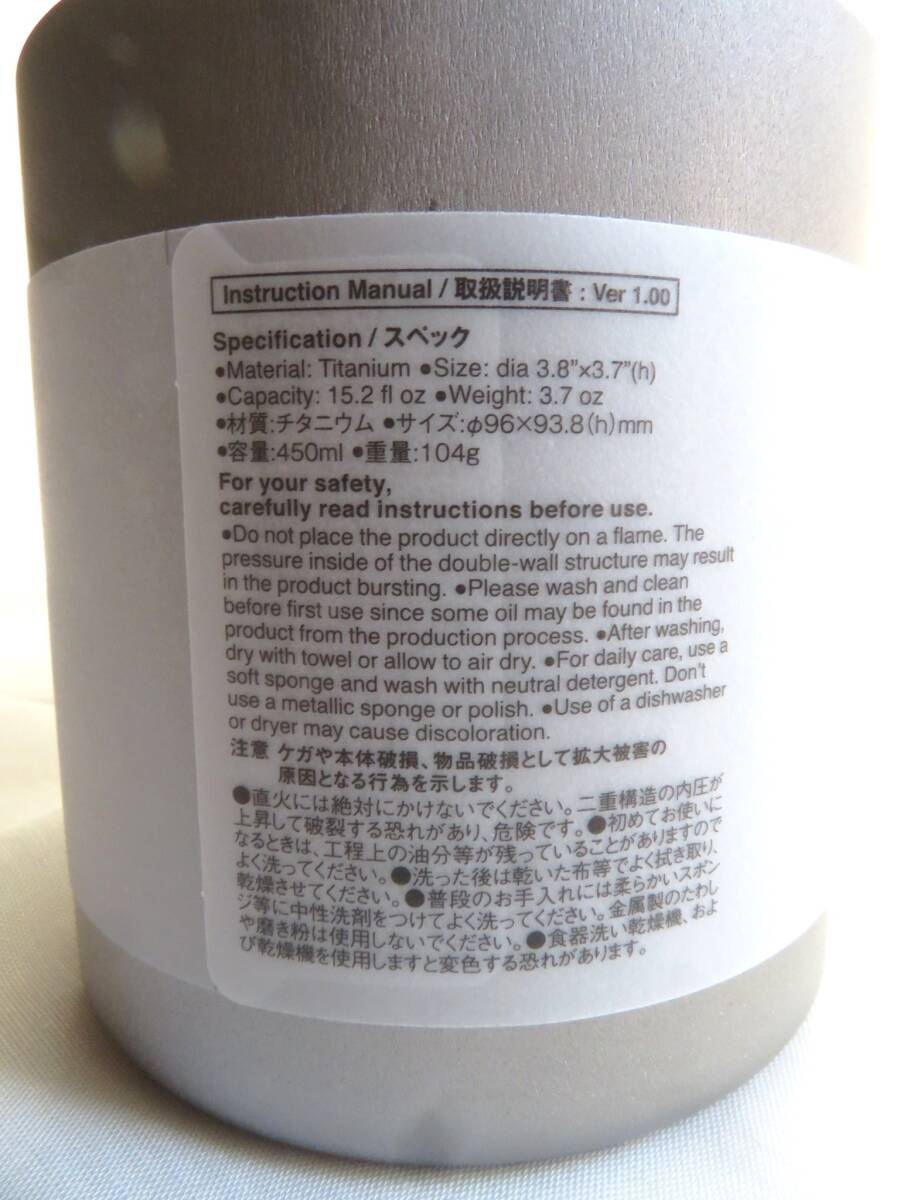 Instruction Manual / 取扱説明書 : Ver 1.00
Specification / スペック
●Material: Titanium ●Size: dia 3.8”×3.7”(h)
●Capacity: 15.2 fl oz ●Weight: 3.7 oz
●材質:チタニウム ●サイズ:φ96×93.8(h)mm
●容量:450ml ●重量:104g
For your safety,
carefully read instructions before use.
●Do not place the product directly on a flame. The
pressure inside of the double-wall structure may result
in the product bursting. ●Please wash and clean
before first use since some oil may be found in the
product from the production process. ●After washing,
dry with towel or allow to air dry. ●For daily care, use a
soft sponge and wash with neutral detergent. Don’t
use a metallic sponge or polish. ●Use of a dishwasher
or dryer may cause discoloration.
注意 ケガや本体破損、物品破損として拡大被害の
原因となる行為を示します。
●直火には絶対にかけないでください。二重構造の内圧が
上昇して破裂する恐れがあり、危険です。●初めてお使いに
なるときは、工程上の油分等が残っていることがありますので
よく洗ってください。●洗った後は乾いた布等でよく拭き取り、
乾燥させてください。●普段のお手入れには柔らかいスポン
ジ等に中性洗剤をつけてよく洗ってください。金属製のたわし
や磨き粉は使用しないでください。●食器洗い乾燥機、およ
び乾燥機を使用しますと変色する恐れがあります。